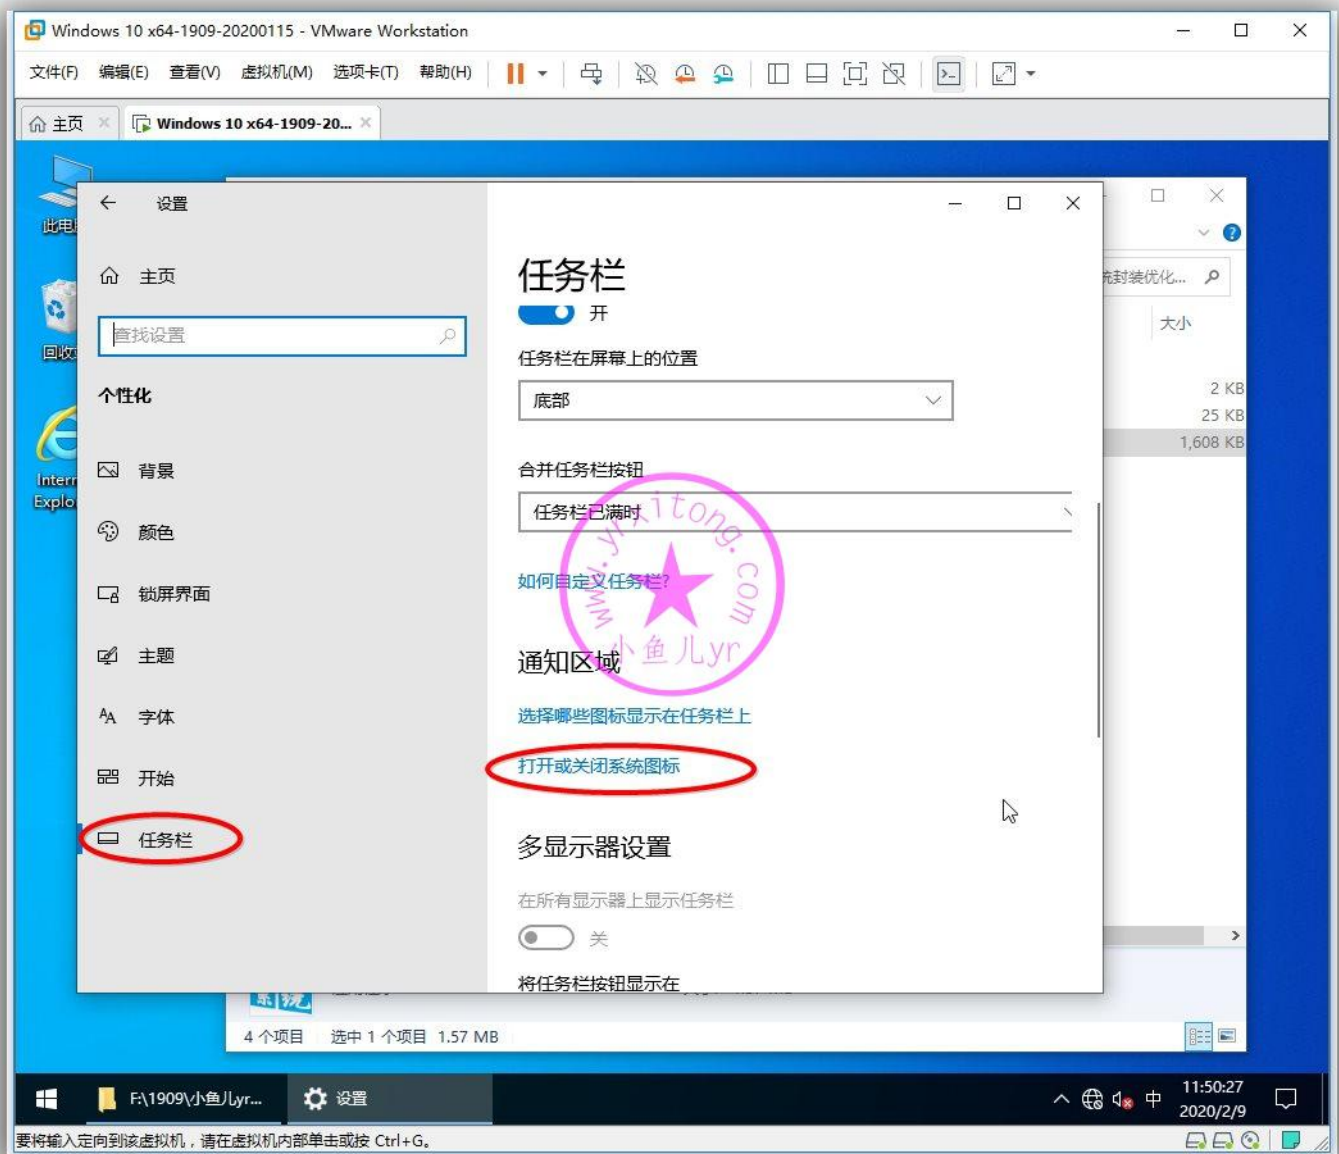 Windows 10 x64-1909-20200115 - VMware Workstation
文件(F) 编辑(E) 查看(V) 虚拟机(M) 选项卡(T) 帮助(H)
主页 Windows 10 x64-1909-20...
此电
设置
主页
统封装优化...
任务栏
开
查找设置
大小
回收
任务栏在屏幕上的位置
个性化
底部
2 KB
25 KB
1,608 KB
Intern
Explo
背景
合并任务栏按钮
任务栏已满时
颜色
如何自定义任务栏?
锁屏界面
www.yrxitong.com
小鱼儿yr
主题
通知区域
字体
选择哪些图标显示在任务栏上
开始
打开或关闭系统图标
任务栏
多显示器设置
在所有显示器上显示任务栏
关
将任务栏按钮显示在
4 个项目 选中 1 个项目 1.57 MB
F:\1909\小鱼儿yr... 设置 中 11:50:27
2020/2/9
要将输入定向到该虚拟机，请在虚拟机内部单击或按 Ctrl+G。